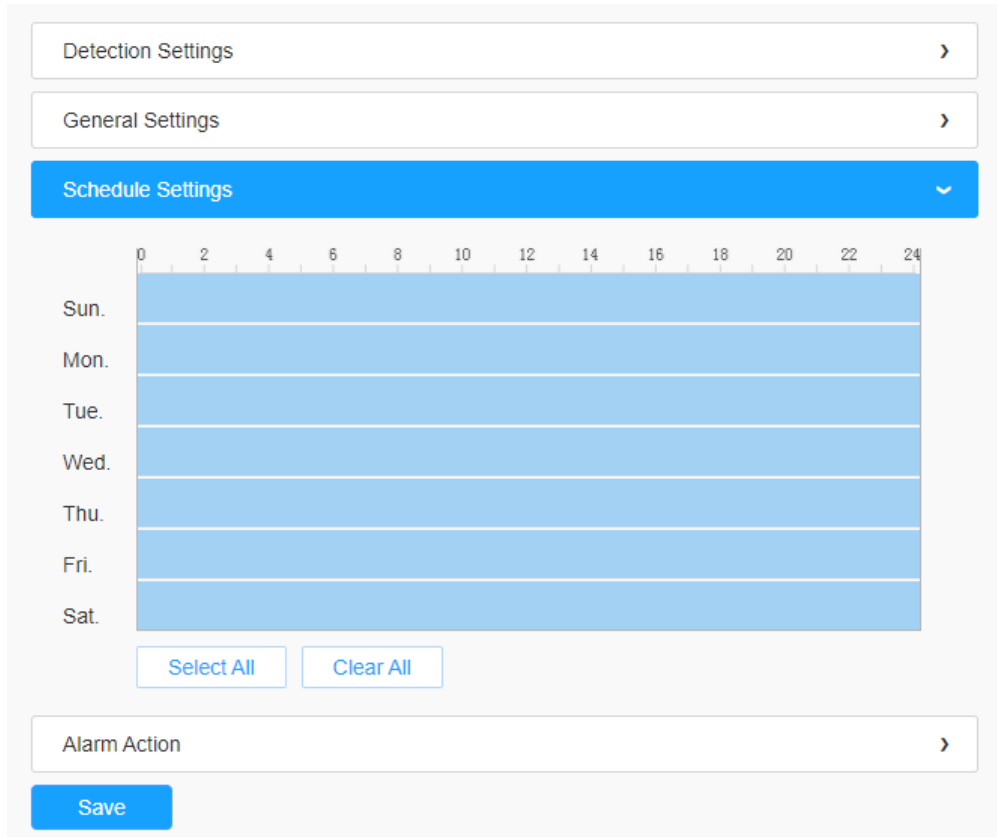 Detection Settings
General Settings
Schedule Settings
0 2 4 6 8 10 12 14 16 18 20 22 24
Sun.
Mon.
Tue.
Wed.
Thu.
Fri.
Sat.
Select All Clear All
Alarm Action
Save